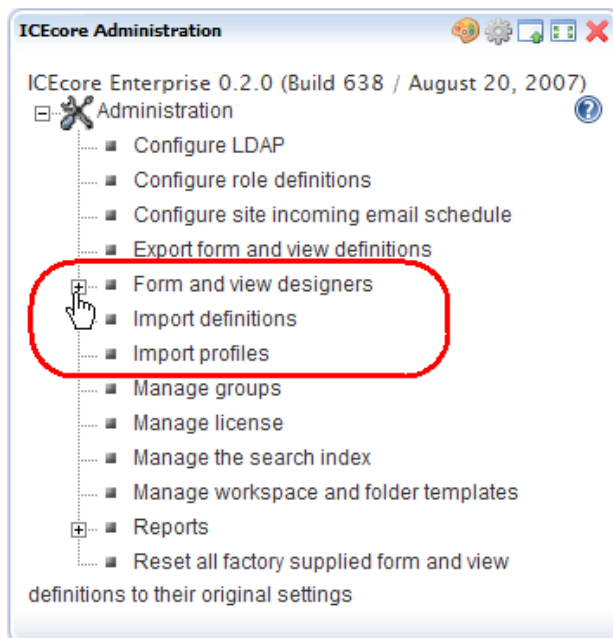 ICEcore Administration
ICEcore Enterprise 0.2.0 (Build 638 / August 20, 2007)
Administration
Configure LDAP
Configure role definitions
Configure site incoming email schedule
Export form and view definitions
Form and view designers
Import definitions
Import profiles
Manage groups
Manage license
Manage the search index
Manage workspace and folder templates
Reports
Reset all factory supplied form and view
definitions to their original settings